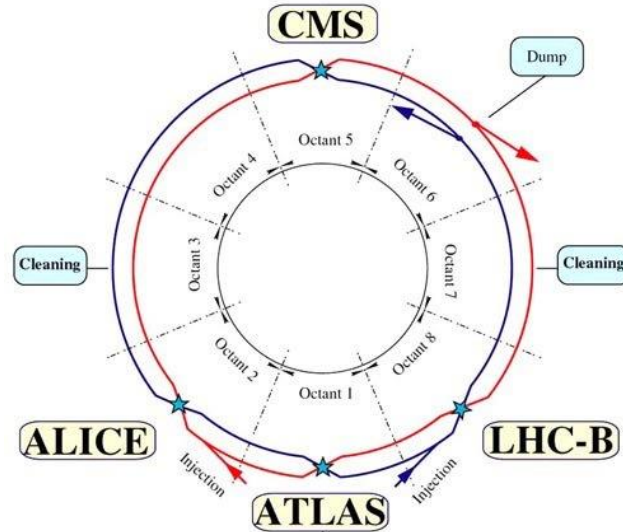 CMS
Dump
Octant 5
Octant 4
Octant 6
Cleaning
Octant 3
Octant 7
Cleaning
Octant 2
Octant 8
Octant 1
ALICE
LHC-B
Injection
Injection
ATLAS